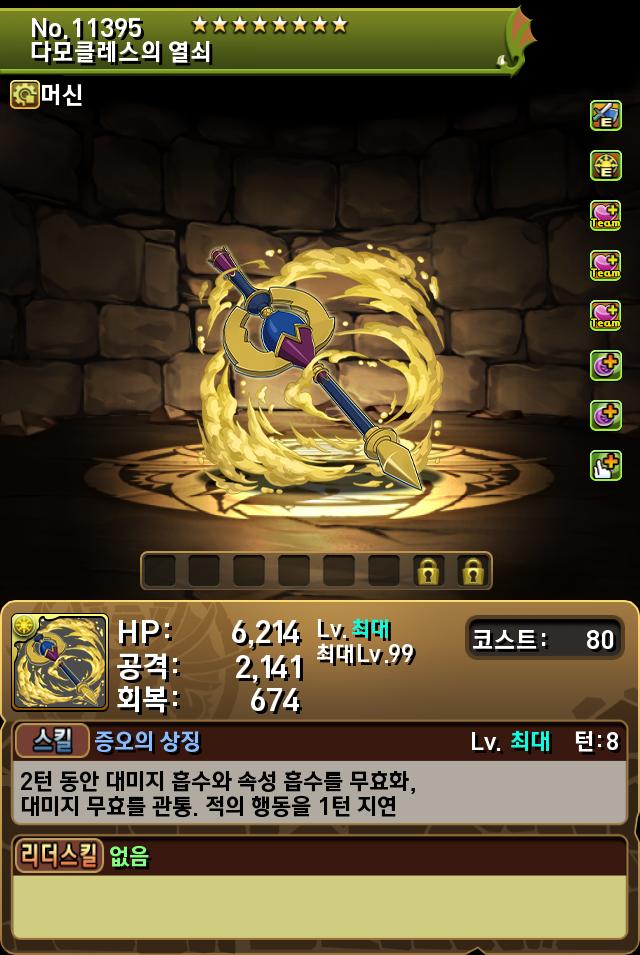 No.11395 ★★★★★★★★
다모클레스의 열쇠
머신
E
E
Team
Team
Team
HP: 6,214 Lv.최대
공격: 2,141 최대Lv.99
회복: 674
코스트: 80
스킬 증오의 상징 Lv. 최대 턴:8
2턴 동안 대미지 흡수와 속성 흡수를 무효화,
대미지 무효를 관통. 적의 행동을 1턴 지연
리더스킬 없음